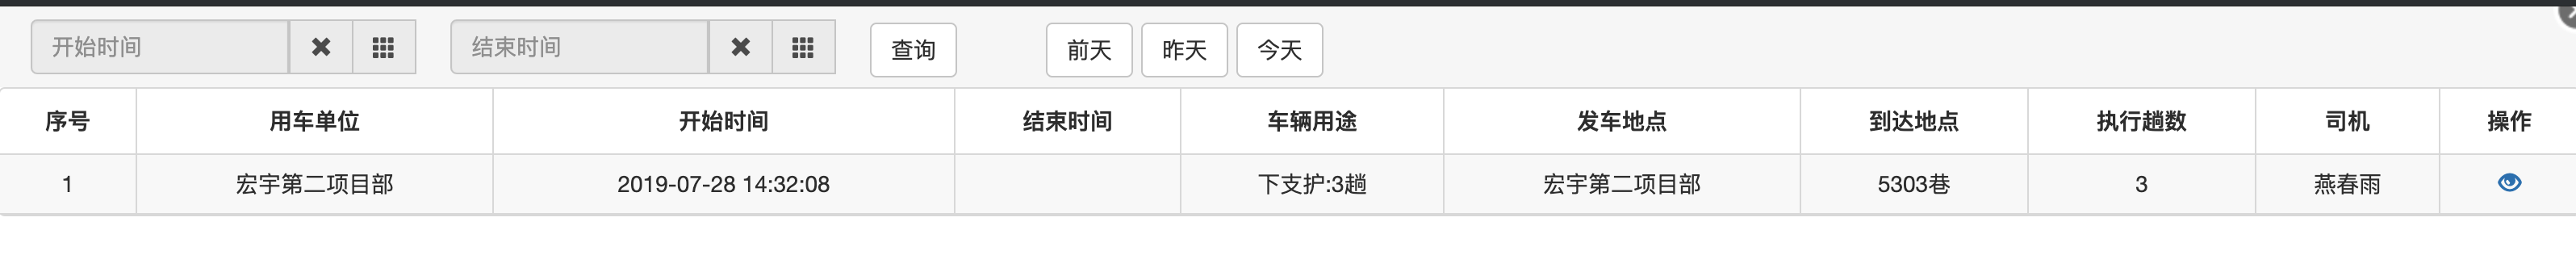 开始时间 结束时间 查询 前天 昨天 今天
序号 用车单位 开始时间 结束时间 车辆用途 发车地点 到达地点 执行趟数 司机 操作
1 宏宇第二项目部 2019-07-28 14:32:08 下支护:3趟 宏宇第二项目部 5303巷 3 燕春雨